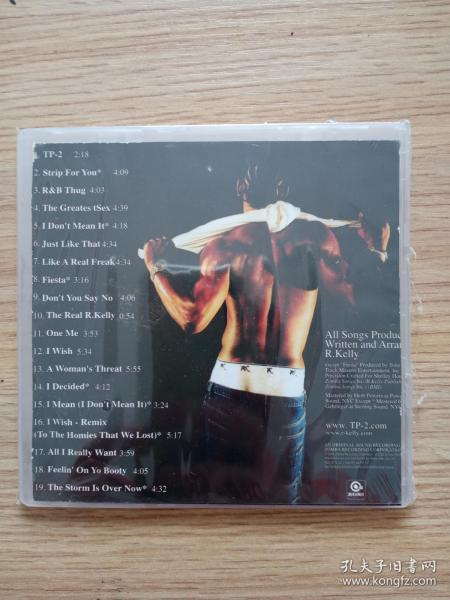 1. TP-2 2:18
2. Strip For You* 4:09
3. R&B Thug 4:03
4. The Greates tSex 4:39
5. I Don't Mean It* 4:18
6. Just Like That 4:34
7. Like A Real Freak 4:34
8. Fiesta* 3:16
9. Don't You Say No 4:06
10. The Real R.Kelly 0:54
11. One Me 3:53
12. I Wish 5:34
13. A Woman's Threat 5:55
14. I Decided* 4:12
15. I Mean (I Don't Mean It)* 3:24
16. I Wish - Remix
(To The Homies That We Lost)* 5:17
17. All I Really Want 3:59
18. Feelin' On Yo Booty 4:05
19. The Storm Is Over Now* 4:32
All Songs Produc
Written and Arran
R.Kelly
www. TP-2.com
www.r-kelly.com
孔夫子旧书网
www.kongfz.com